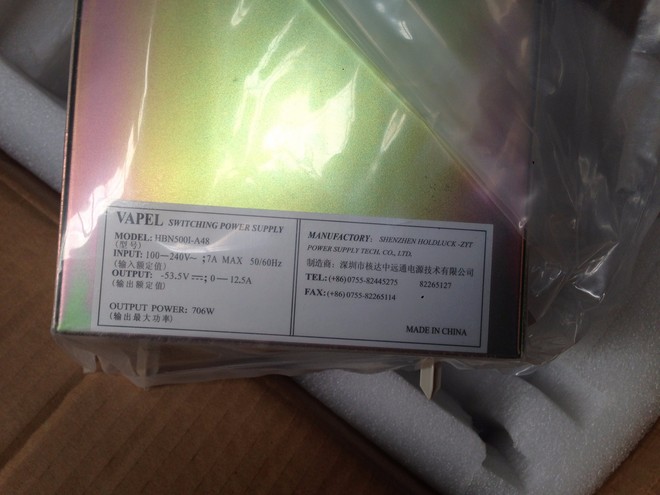 VAPEL SWITCHING POWER SUPPLY
MODEL: HBN500I-A48
(型号)
INPUT: 100—240V~ ;7A MAX 50/60Hz
(输入额定值)
OUTPUT: -53.5V⎓; 0—12.5A
(输出额定值)
OUTPUT POWER: 706W
(输出最大功率)
MANUFACTORY: SHENZHEN HOLDLUCK -ZYT
POWER SUPPLY TECH. CO., LTD.
制造商: 深圳市核达中远通电源技术有限公司
TEL: (+86) 0755-82445275 82265127
FAX: (+86) 0755-82265114
MADE IN CHINA